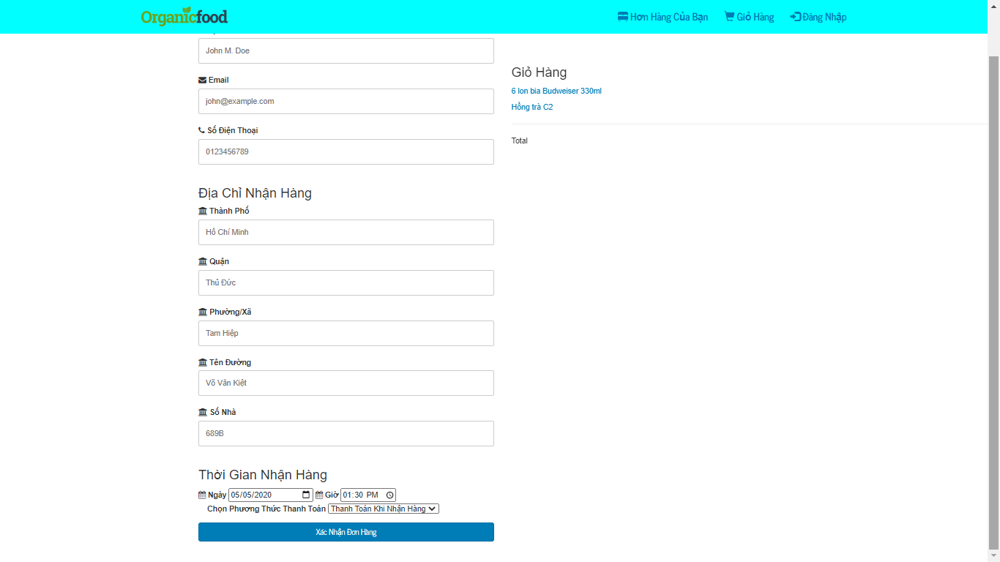 Organicfood
Hơn Hàng Của Bạn
Giỏ Hàng
Đăng Nhập
John M. Doe
Email
john@example.com
Số Điện Thoại
0123456789
Địa Chỉ Nhận Hàng
Thành Phố
Hồ Chí Minh
Quận
Thủ Đức
Phường/Xã
Tam Hiệp
Tên Đường
Võ Văn Kiệt
Số Nhà
689B
Thời Gian Nhận Hàng
Ngày 05/05/2020 Giờ 01:30 PM
Chọn Phương Thức Thanh Toán Thanh Toán Khi Nhận Hàng
Xác Nhận Đơn Hàng
Giỏ Hàng
6 lon bia Budweiser 330ml
Hồng trà C2
Total